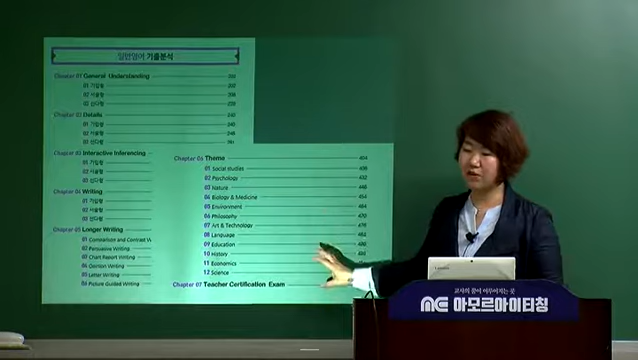 일반영어 기출분석
Chapter 01 General Understanding
01 기입형
02 서술형
03 선다형
Chapter 02 Details
01 기입형
02 서술형
03 선다형
Chapter 03 Interactive Inferencing
01 기입형
02 서술형
03 선다형
Chapter 04 Writing
01 기입형
02 서술형
03 선다형
Chapter 05 Longer Writing
01 Comparison and Contrast W
02 Persuasive Writing
03 Chart Report Writing
04 Opinion Writing
05 Letter Writing
06 Picture Guided Writing
Chapter 06 Theme
01 Social studies
02 Psychology
03 Nature
04 Biology & Medicine
05 Environment
06 Philosophy
07 Art & Technology
08 Language
09 Education
10 History
11 Economics
12 Science
Chapter 07 Teacher Certification Exam
Lenovo
교사의 꿈이 이루어지는 곳
아모르아이티칭